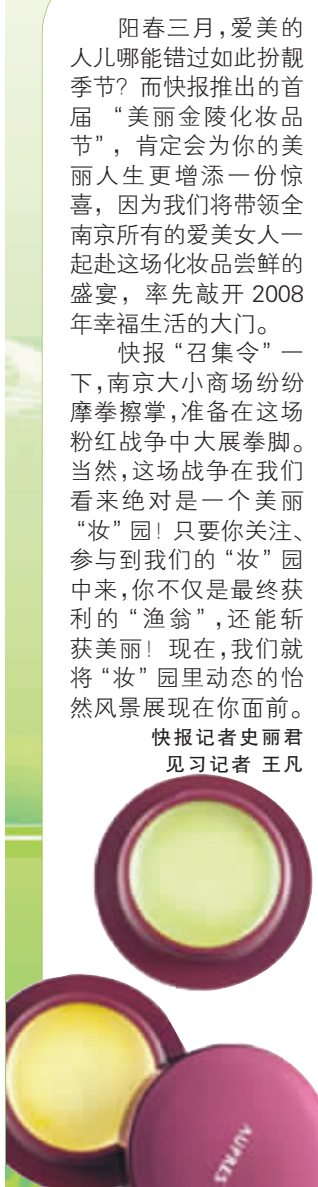 阳春三月,爱美的
人儿哪能错过如此扮靓
季节?而快报推出的首
届“美丽金陵化妆品
节”,肯定会为你的美
丽人生更增添一份惊
喜,因为我们将带领全
南京所有的爱美女人一
起赴这场化妆品尝鲜的
盛宴,率先敲开2008
年幸福生活的大门。
快报“召集令”一
下,南京大小商场纷纷
摩拳擦掌,准备在这场
粉红战争中大展拳脚。
当然,这场战争在我们
看来绝对是一个美丽
“妆”园!只要你关注、
参与到我们的“妆”园
中来,你不仅是最终获
利的“渔翁”,还能斩
获美丽!现在,我们就
将“妆”园里动态的怡
然风景展现在你面前。
快报记者史丽君
见习记者 王凡
AUPRES